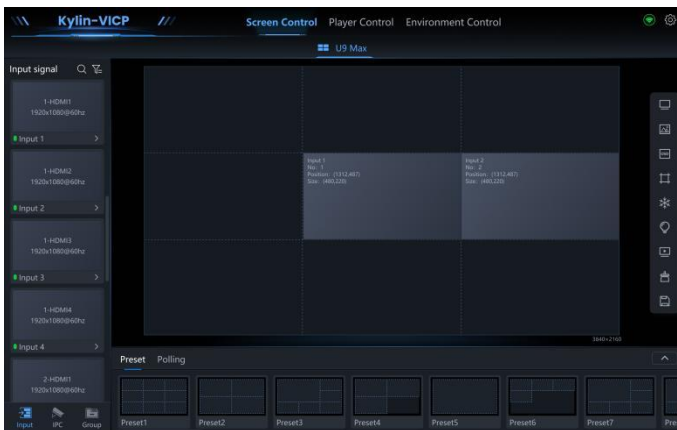 Kylin-VICP
Screen Control Player Control Environment Control
U9 Max
Input signal
1-HDMI1
1920x1080@60hz
Input 1
1-HDMI2
1920x1080@60hz
Input 2
1-HDMI3
1920x1080@60hz
Input 3
1-HDMI4
1920x1080@60hz
Input 4
2-HDMI1
1920x1080@60hz
Input IPC Group
Input 1
No: 1
Position: (1312,487)
Size: (480,220)
Input 2
No: 2
Position: (1312,487)
Size: (480,220)
3840×2160
Preset Polling
Preset1 Preset2 Preset3 Preset4 Preset5 Preset6 Preset7 Pre